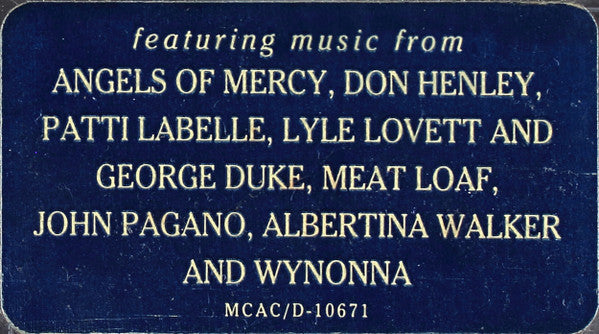 featuring music from
ANGELS OF MERCY, DON HENLEY,
PATTI LABELLE, LYLE LOVETT AND
GEORGE DUKE, MEAT LOAF,
JOHN PAGANO, ALBERTINA WALKER
AND WYNONNA
MCAC/D-10671